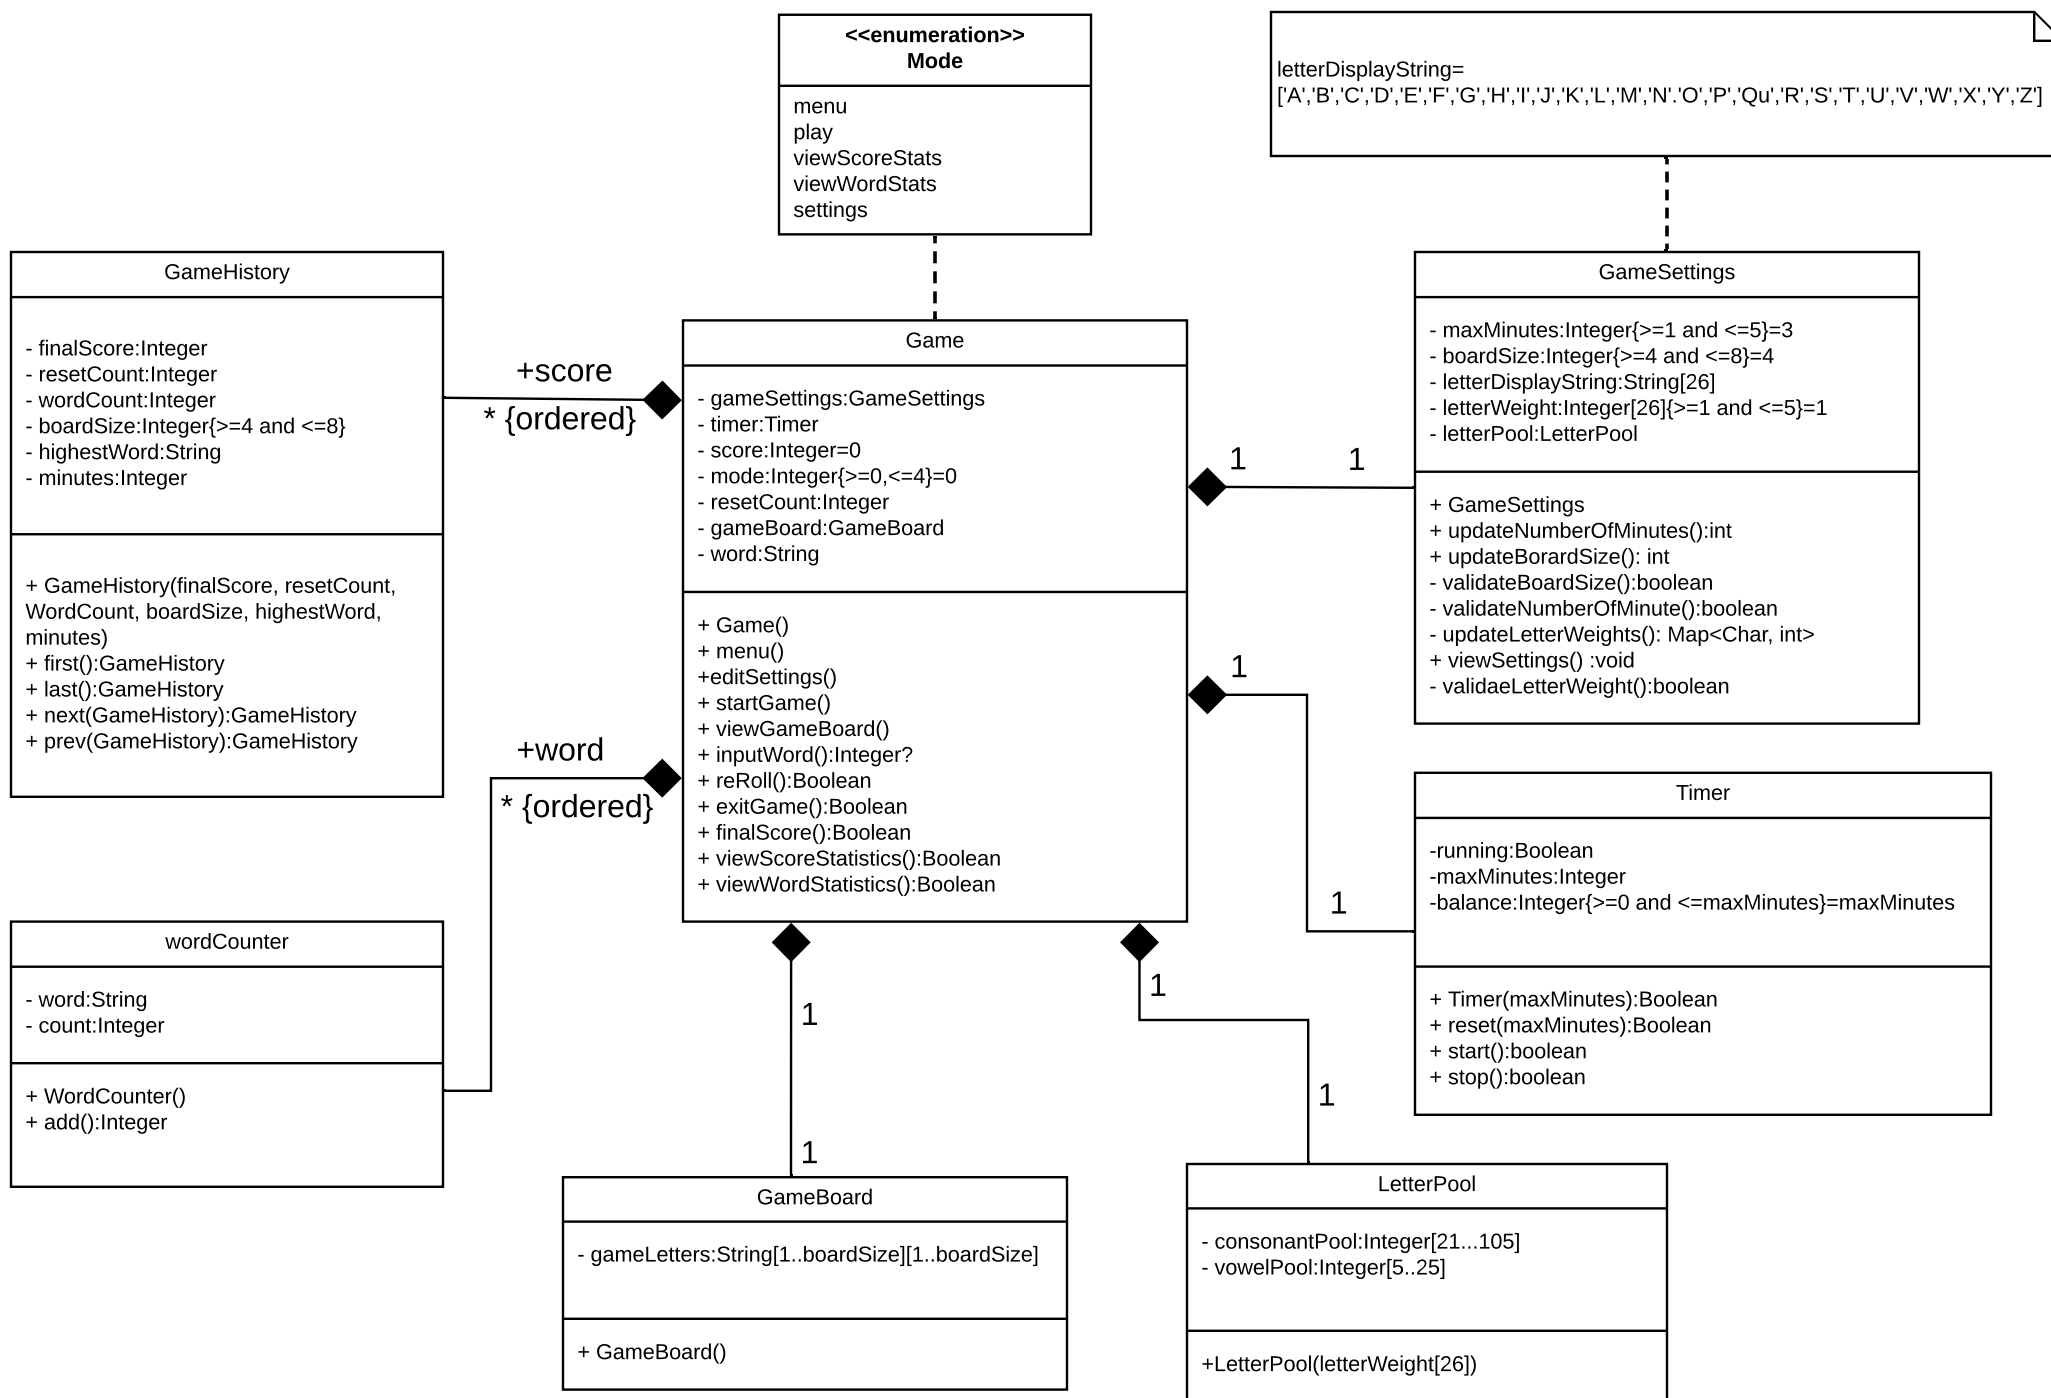 <<enumeration>>
Mode
menu
play
viewScoreStats
viewWordStats
settings
letterDisplayString=
['A','B','C','D','E','F','G','H','I','J','K','L','M','N'.'O','P','Qu','R','S','T','U','V','W','X','Y','Z']
GameHistory
- finalScore:Integer
- resetCount:Integer
- wordCount:Integer
- boardSize:Integer{>=4 and <=8}
- highestWord:String
- minutes:Integer
+ GameHistory(finalScore, resetCount,
WordCount, boardSize, highestWord,
minutes)
+ first():GameHistory
+ last():GameHistory
+ next(GameHistory):GameHistory
+ prev(GameHistory):GameHistory
+score
* {ordered}
+word
* {ordered}
Game
- gameSettings:GameSettings
- timer:Timer
- score:Integer=0
- mode:Integer{>=0,<=4}=0
- resetCount:Integer
- gameBoard:GameBoard
- word:String
+ Game()
+ menu()
+editSettings()
+ startGame()
+ viewGameBoard()
+ inputWord():Integer?
+ reRoll():Boolean
+ exitGame():Boolean
+ finalScore():Boolean
+ viewScoreStatistics():Boolean
+ viewWordStatistics():Boolean
1
1
GameSettings
- maxMinutes:Integer{>=1 and <=5}=3
- boardSize:Integer{>=4 and <=8}=4
- letterDisplayString:String[26]
- letterWeight:Integer[26]{>=1 and <=5}=1
- letterPool:LetterPool
+ GameSettings
+ updateNumberOfMinutes():int
+ updateBorardSize(): int
- validateBoardSize():boolean
- validateNumberOfMinute():boolean
- updateLetterWeights(): Map<Char, int>
+ viewSettings() :void
- validaeLetterWeight():boolean
1
1
Timer
-running:Boolean
-maxMinutes:Integer
-balance:Integer{>=0 and <=maxMinutes}=maxMinutes
+ Timer(maxMinutes):Boolean
+ reset(maxMinutes):Boolean
+ start():boolean
+ stop():boolean
wordCounter
- word:String
- count:Integer
+ WordCounter()
+ add():Integer
1
1
GameBoard
- gameLetters:String[1..boardSize][1..boardSize]
+ GameBoard()
1
1
LetterPool
- consonantPool:Integer[21...105]
- vowelPool:Integer[5..25]
+LetterPool(letterWeight[26])